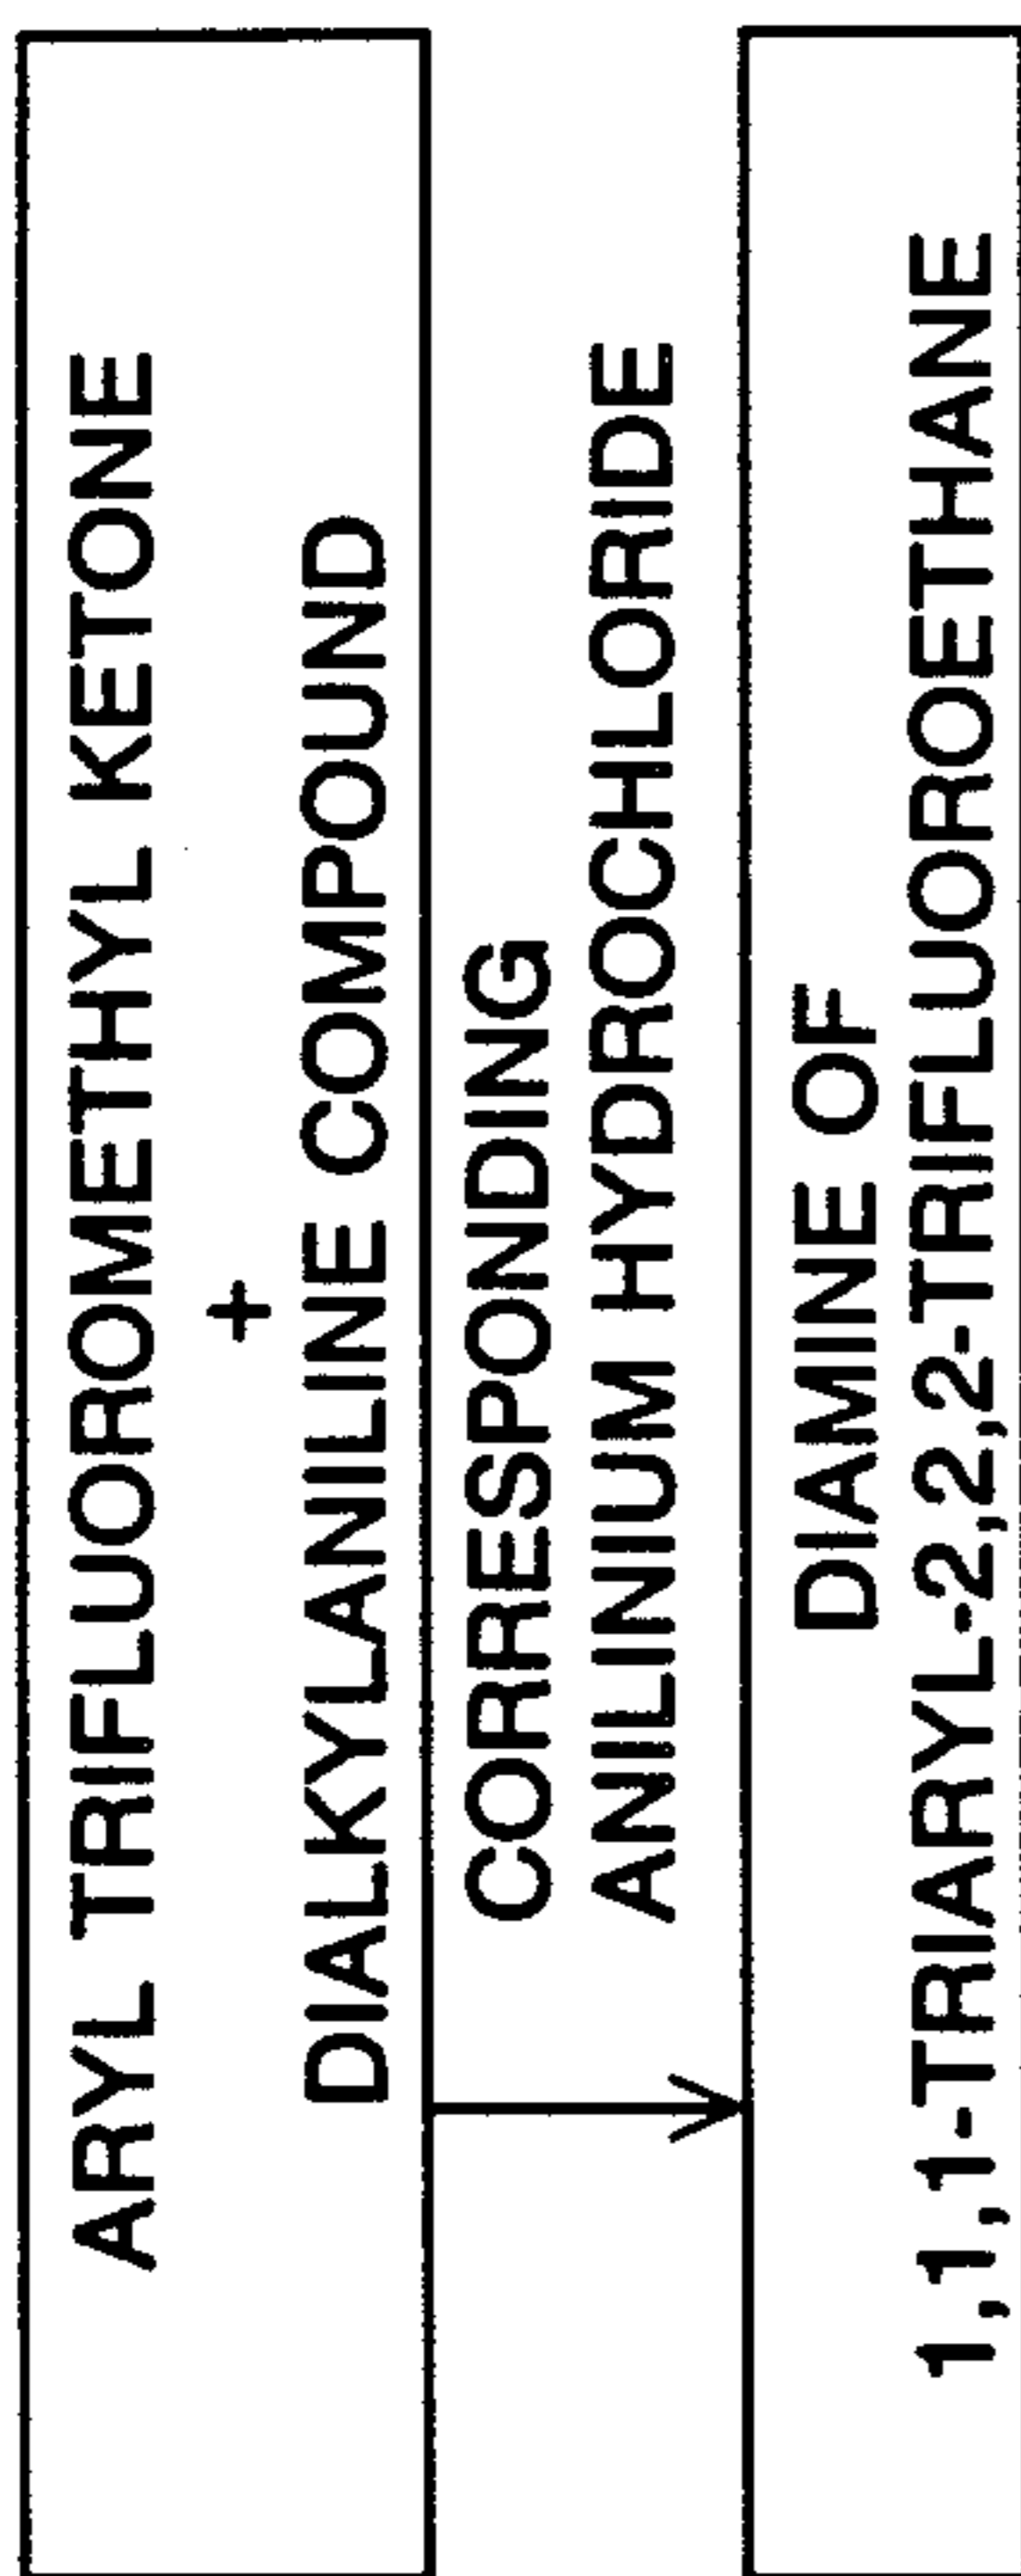 ARYL TRIFLUOROMETHYL KETONE
+
DIALKYLANILINE COMPOUND
CORRESPONDING
ANILINIUM HYDROCHLORIDE
DIAMINE OF
1,1,1-TRIARYL-2,2,2-TRIFLUOROETHANE